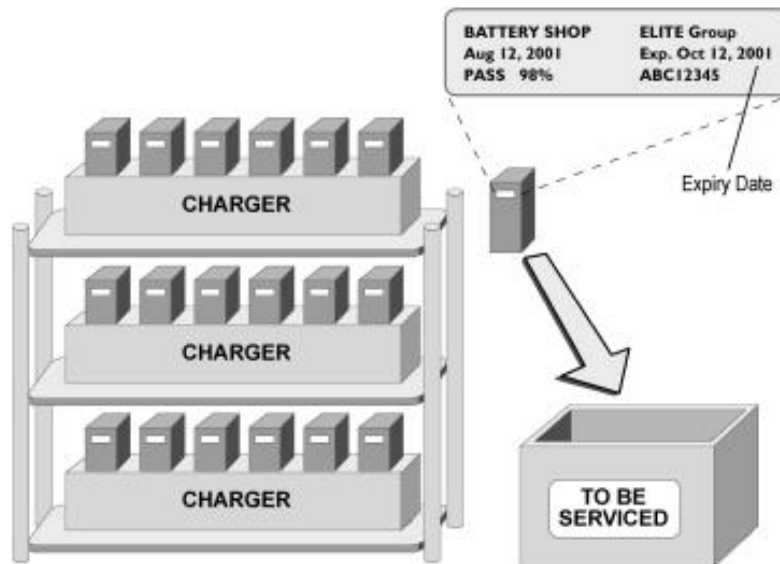 BATTERY SHOP ELITE Group
Aug 12, 2001 Exp. Oct 12, 2001
PASS 98% ABC12345
Expiry Date
CHARGER
CHARGER
CHARGER
TO BE
SERVICED